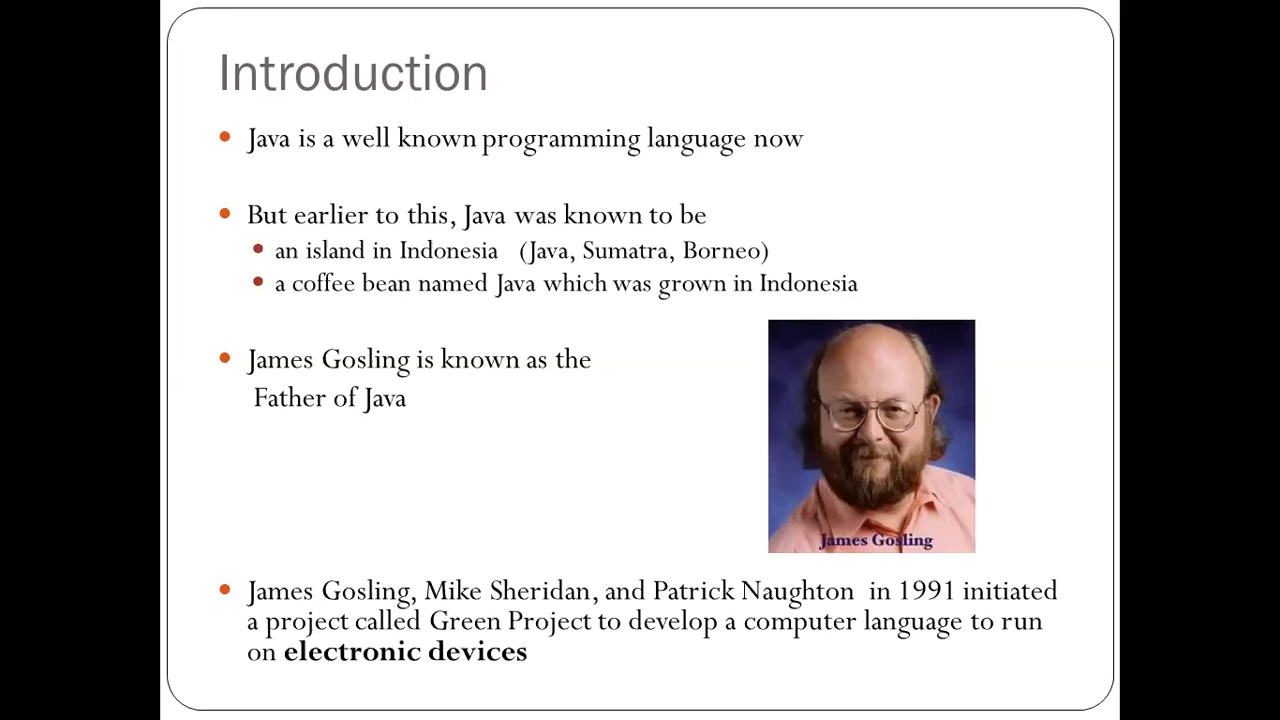 Introduction
Java is a well known programming language now
But earlier to this, Java was known to be
an island in Indonesia (Java, Sumatra, Borneo)
a coffee bean named Java which was grown in Indonesia
James Gosling is known as the
Father of Java
James Gosling
James Gosling, Mike Sheridan, and Patrick Naughton in 1991 initiated
a project called Green Project to develop a computer language to run
on electronic devices